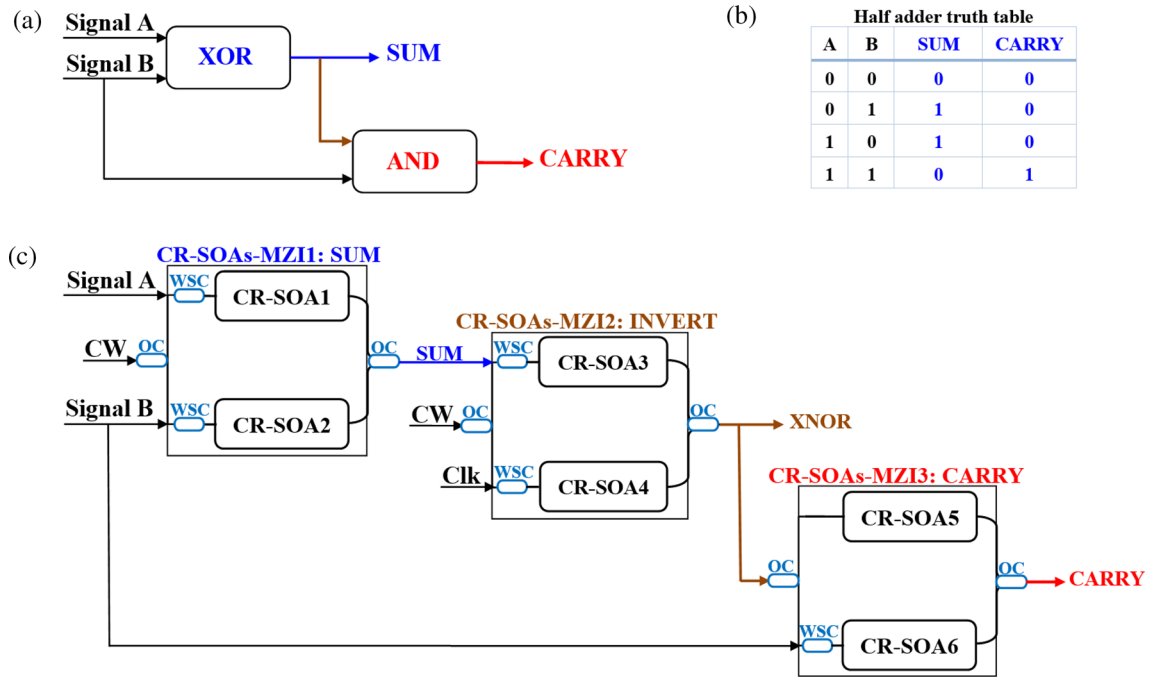 (a)
Signal A
Signal B
XOR
SUM
AND
CARRY
(b)
Half adder truth table
A B SUM CARRY
0 0 0 0
0 1 1 0
1 0 1 0
1 1 0 1
(c)
CR-SOAs-MZI1: SUM
Signal A
WSC
CR-SOA1
CW
OC
OC
SUM
Signal B
WSC
CR-SOA2
CR-SOAs-MZI2: INVERT
WSC
CR-SOA3
CW
OC
OC
XNOR
Clk
WSC
CR-SOA4
CR-SOAs-MZI3: CARRY
CR-SOA5
OC
OC
CARRY
WSC
CR-SOA6